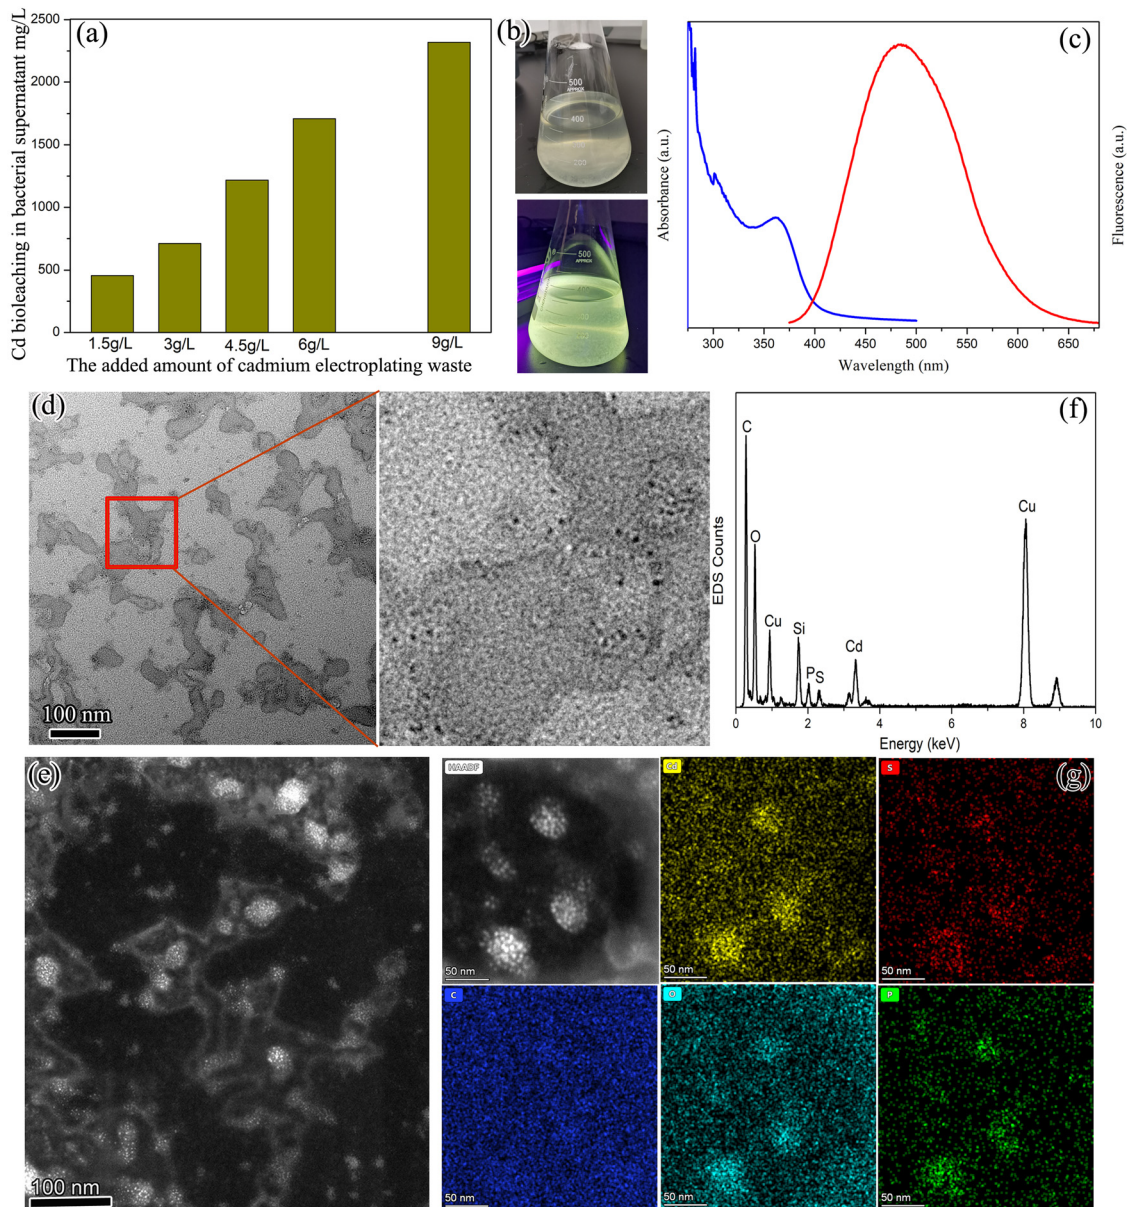 (a)
Cd bioleaching in bacterial supernatant mg/L
2500
2000
1500
1000
500
0
1.5g/L 3g/L 4.5g/L 6g/L 9g/L
The added amount of cadmium electroplating waste
(b)
500
APPROX
400
200
500
APPROX
(c)
Absorbance (a.u.)
Fluorescence (a.u.)
300 350 400 450 500 550 600 650
Wavelength (nm)
(d)
100 nm
(f)
EDS Counts
C
O
Cu
Si
P
S
Cd
Cu
0 2 4 6 8 10
Energy (keV)
(e)
100 nm
(g)
HAADF
50 nm
Cd
50 nm
S
50 nm
C
50 nm
O
50 nm
P
50 nm